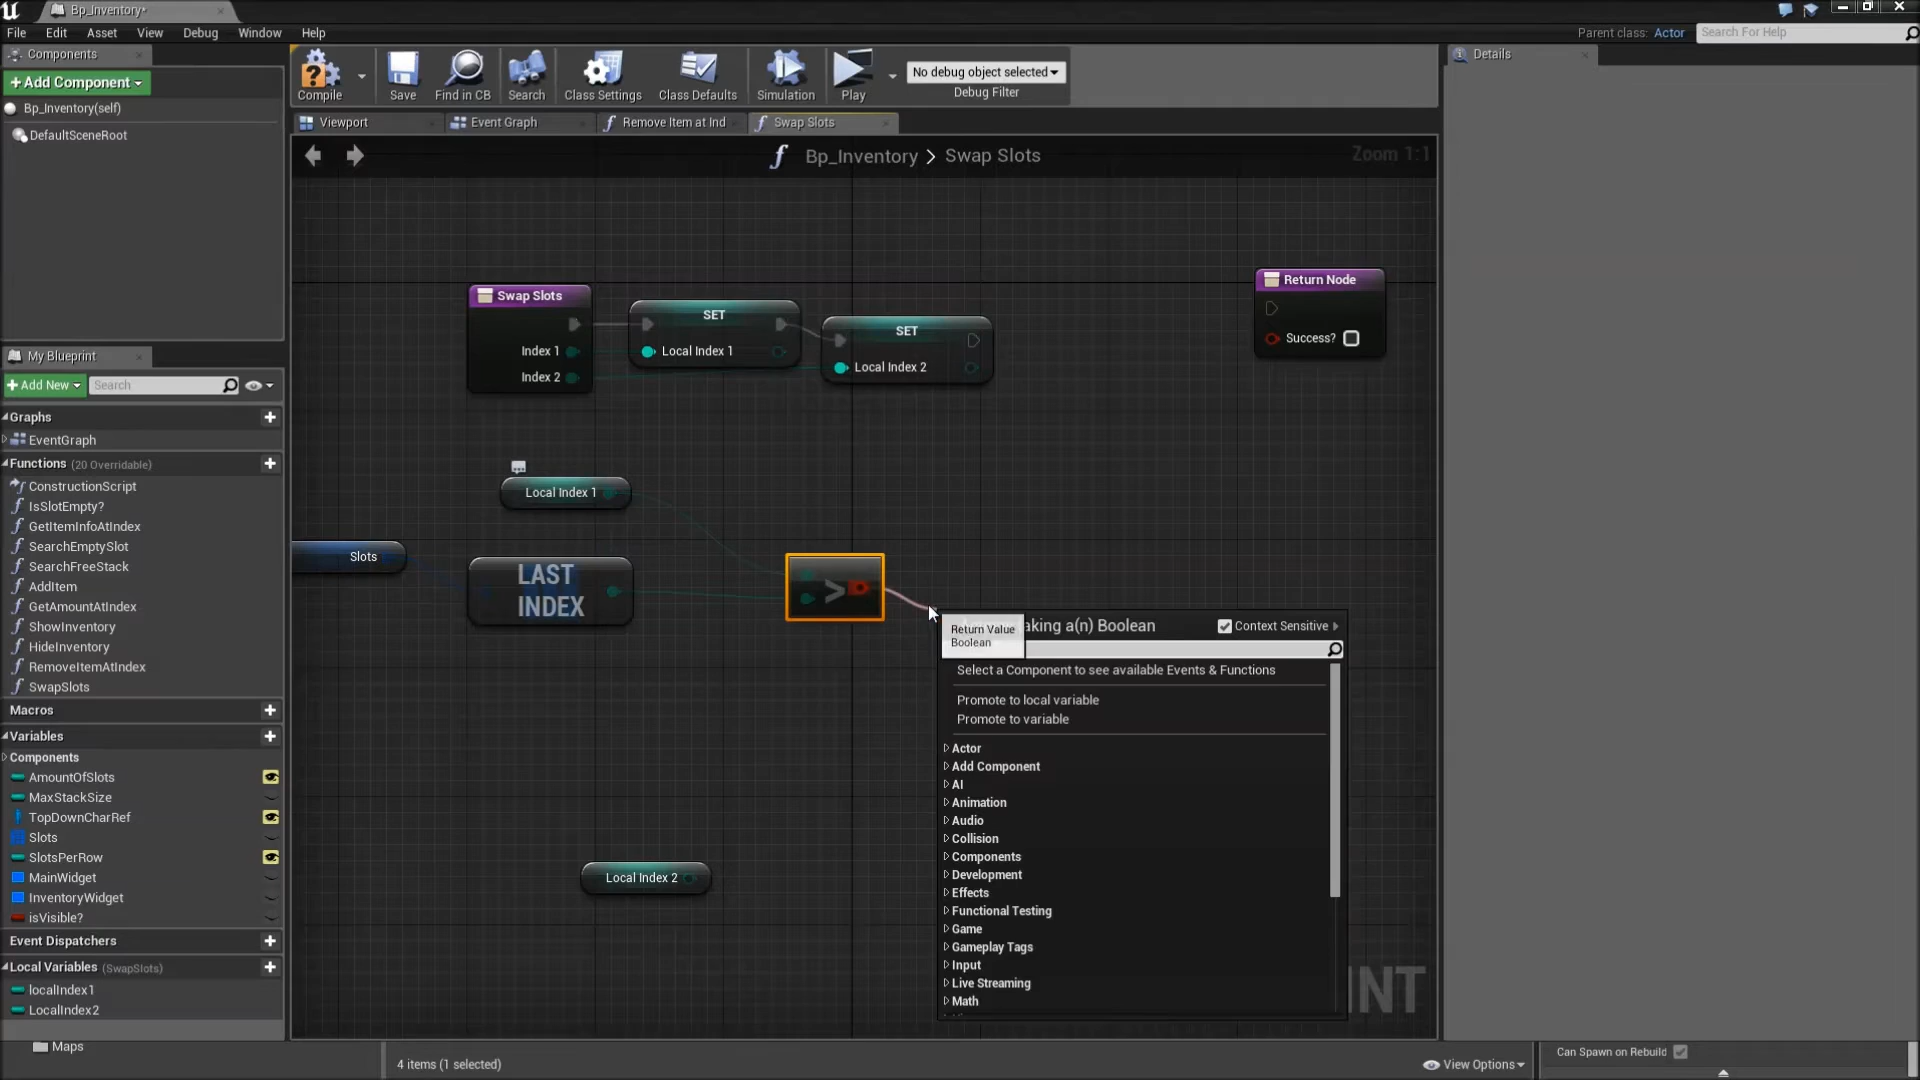 Bp_Inventory*
File Edit Asset View Debug Window Help
Parent class: Actor
Search For Help
Components
+Add Component
Bp_Inventory(self)
DefaultSceneRoot
Compile
Save
Find in CB
Search
Class Settings
Class Defaults
Simulation
Play
No debug object selected
Debug Filter
Details
Viewport
Event Graph
Remove Item at Ind
Swap Slots
Bp_Inventory > Swap Slots
Zoom 1:1
Swap Slots
Index 1
Index 2
SET
Local Index 1
SET
Local Index 2
Return Node
Success?
Local Index 1
Slots
LAST
INDEX
>
Local Index 2
Return Value
Boolean
aking a(n) Boolean
Context Sensitive
Select a Component to see available Events & Functions
Promote to local variable
Promote to variable
Actor
Add Component
AI
Animation
Audio
Collision
Components
Development
Effects
Functional Testing
Game
Gameplay Tags
Input
Live Streaming
Math
INT
My Blueprint
+Add New
Search
Graphs
EventGraph
Functions (20 Overridable)
ConstructionScript
IsSlotEmpty?
GetItemInfoAtIndex
SearchEmptySlot
SearchFreeStack
AddItem
GetAmountAtIndex
ShowInventory
HideInventory
RemoveItemAtIndex
SwapSlots
Macros
Variables
Components
AmountOfSlots
MaxStackSize
TopDownCharRef
Slots
SlotsPerRow
MainWidget
InventoryWidget
isVisible?
Event Dispatchers
Local Variables (SwapSlots)
localIndex1
LocalIndex2
Maps
4 items (1 selected)
View Options
Can Spawn on Rebuild